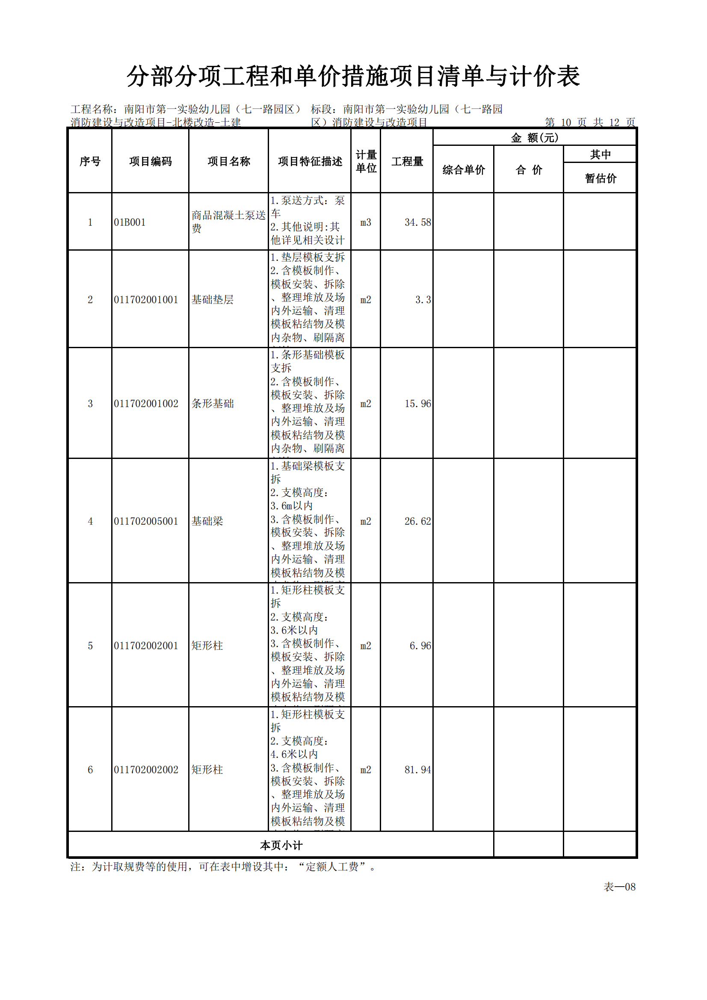 分部分项工程和单价措施项目清单与计价表
工程名称：南阳市第一实验幼儿园（七一路园区）
消防建设与改造项目-北楼改造-土建
标段：南阳市第一实验幼儿园（七一路园
区）消防建设与改造项目
第 10 页 共 12 页
序号
项目编码
项目名称
项目特征描述
计量
单位
工程量
金 额(元)
综合单价
合 价
其中
暂估价
1
01B001
商品混凝土泵送
费
1.泵送方式：泵
车
2.其他说明:其
他详见相关设计
m3
34.58
2
011702001001
基础垫层
1.垫层模板支拆
2.含模板制作、
模板安装、拆除
、整理堆放及场
内外运输、清理
模板粘结物及模
内杂物、刷隔离
m2
3.3
3
011702001002
条形基础
1.条形基础模板
支拆
2.含模板制作、
模板安装、拆除
、整理堆放及场
内外运输、清理
模板粘结物及模
内杂物、刷隔离
m2
15.96
4
011702005001
基础梁
1.基础梁模板支
拆
2.支模高度：
3.6m以内
3.含模板制作、
模板安装、拆除
、整理堆放及场
内外运输、清理
模板粘结物及模
m2
26.62
5
011702002001
矩形柱
1.矩形柱模板支
拆
2.支模高度：
3.6米以内
3.含模板制作、
模板安装、拆除
、整理堆放及场
内外运输、清理
模板粘结物及模
m2
6.96
6
011702002002
矩形柱
1.矩形柱模板支
拆
2.支模高度：
4.6米以内
3.含模板制作、
模板安装、拆除
、整理堆放及场
内外运输、清理
模板粘结物及模
m2
81.94
本页小计
注：为计取规费等的使用，可在表中增设其中：“定额人工费”。
表—08